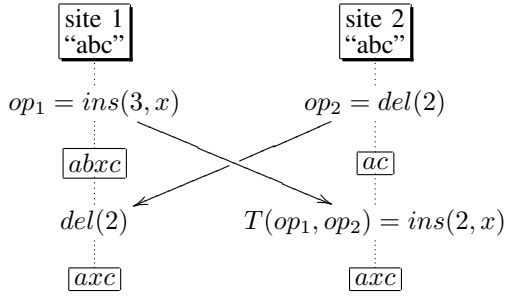 site 1
"abc"
site 2
"abc"
op₁ = ins(3, x)
op₂ = del(2)
abxc
ac
del(2)
T(op₁, op₂) = ins(2, x)
axc
axc